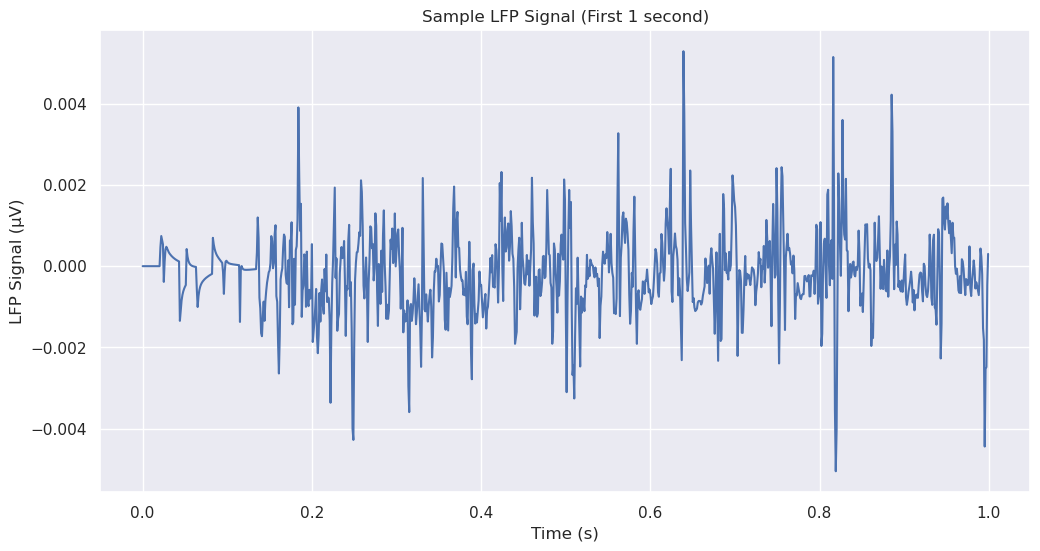 Sample LFP Signal (First 1 second)
LFP Signal (μV)
0.004
0.002
0.000
−0.002
−0.004
0.0 0.2 0.4 0.6 0.8 1.0
Time (s)